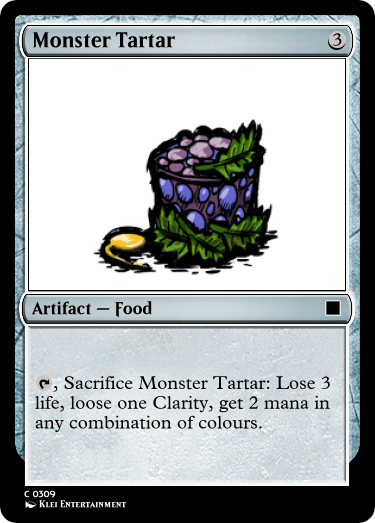 Monster Tartar 3
Artifact — Food
, Sacrifice Monster Tartar: Lose 3
life, loose one Clarity, get 2 mana in
any combination of colours.
C 0309
Klei Entertainment